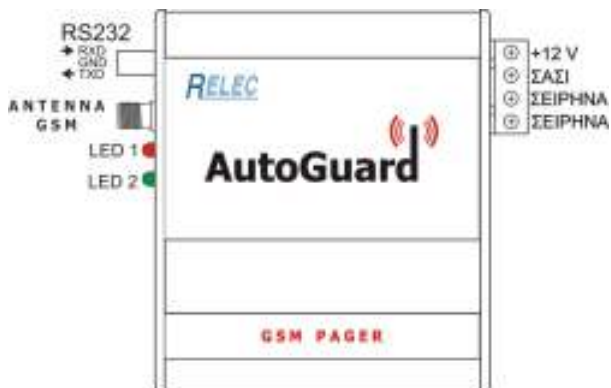 RS232
RXD
GND
TXD
ANTENNA
GSM
LED 1
LED 2
RELEC
AutoGuard
GSM PAGER
+12 V
ΣΑΣΙ
ΣΕΙΡΗΝΑ
ΣΕΙΡΗΝΑ